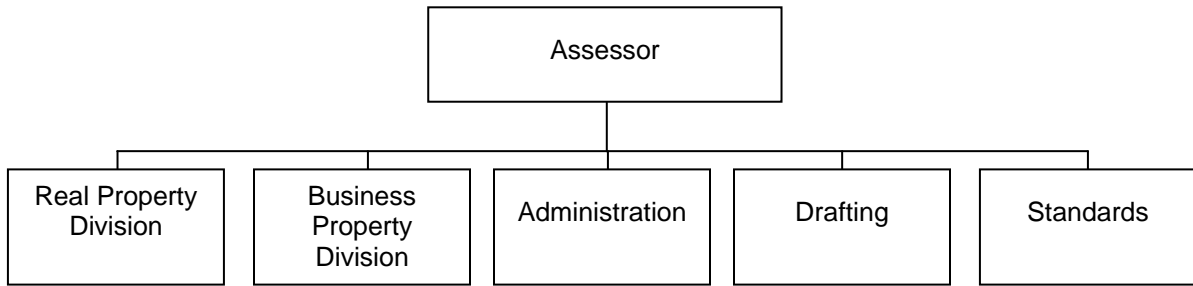 Assessor
Real Property
Division
Business
Property
Division
Administration
Drafting
Standards